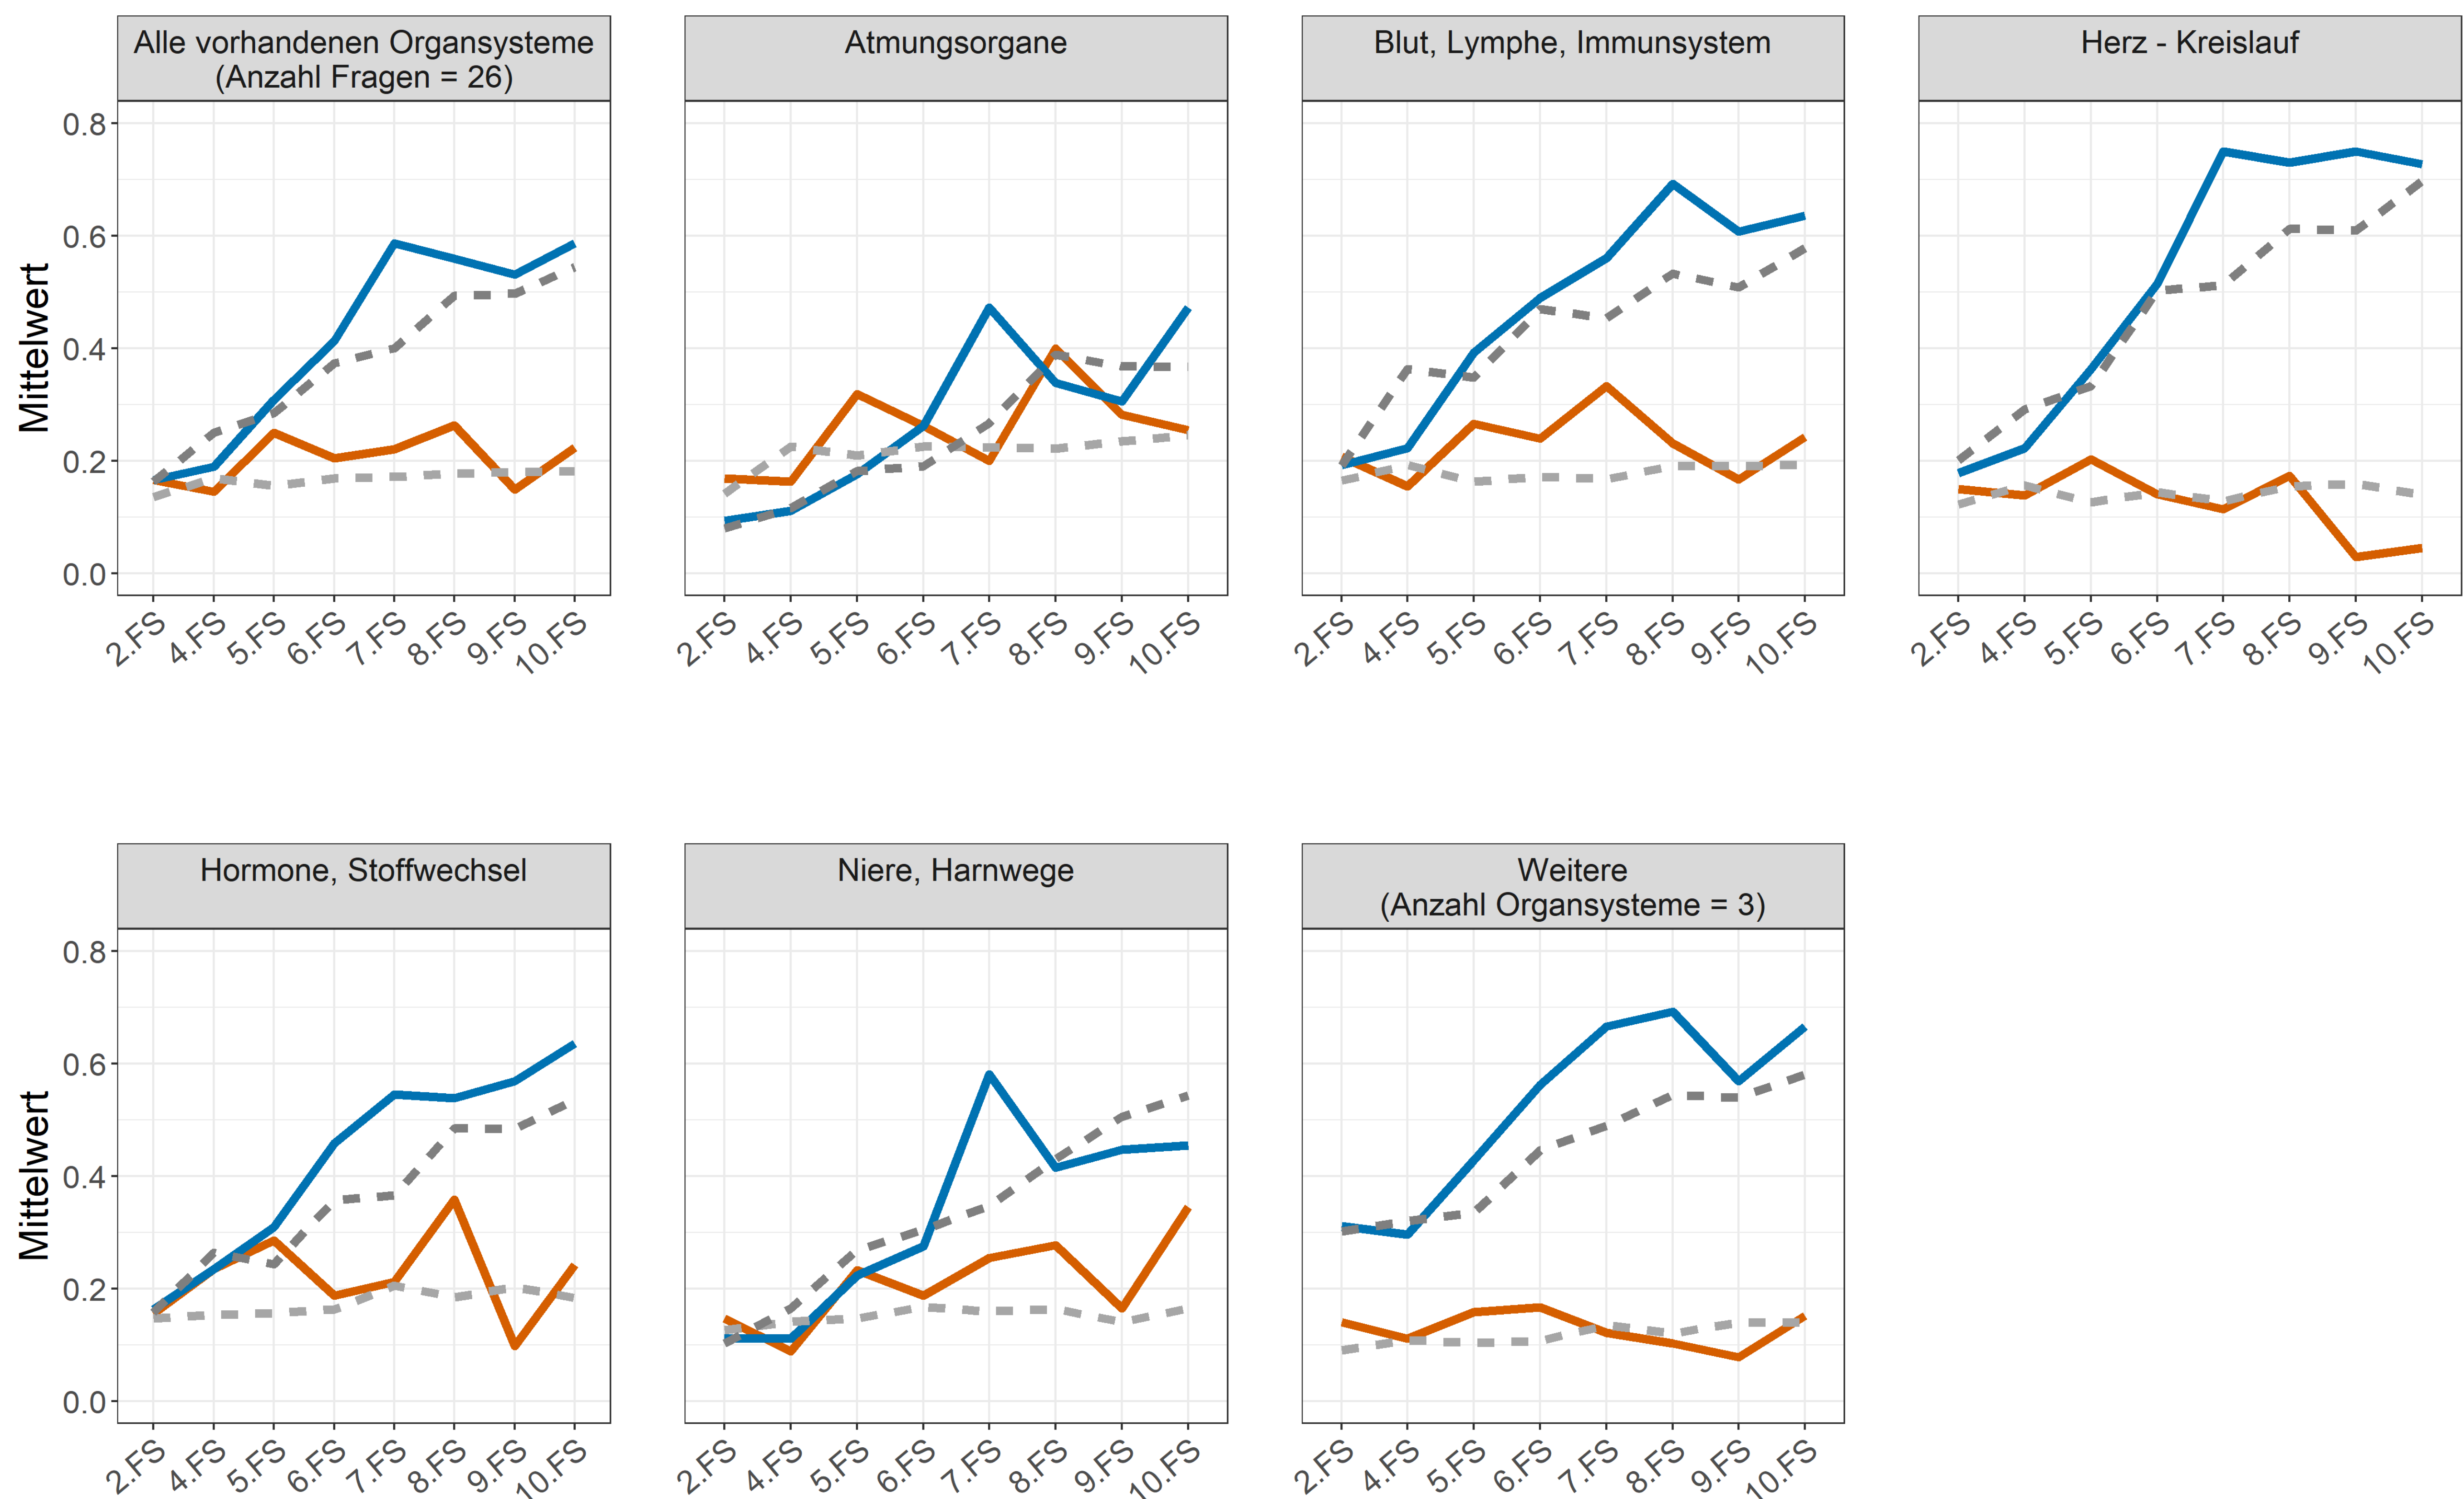 Alle vorhandenen Organsysteme
(Anzahl Fragen = 26)
Atmungsorgane
Blut, Lymphe, Immunsystem
Herz - Kreislauf
Mittelwert
0.8
0.6
0.4
0.2
0.0
2.FS 4.FS 5.FS 6.FS 7.FS 8.FS 9.FS 10.FS
2.FS 4.FS 5.FS 6.FS 7.FS 8.FS 9.FS 10.FS
2.FS 4.FS 5.FS 6.FS 7.FS 8.FS 9.FS 10.FS
2.FS 4.FS 5.FS 6.FS 7.FS 8.FS 9.FS 10.FS
Hormone, Stoffwechsel
Niere, Harnwege
Weitere
(Anzahl Organsysteme = 3)
Mittelwert
0.8
0.6
0.4
0.2
0.0
2.FS 4.FS 5.FS 6.FS 7.FS 8.FS 9.FS 10.FS
2.FS 4.FS 5.FS 6.FS 7.FS 8.FS 9.FS 10.FS
2.FS 4.FS 5.FS 6.FS 7.FS 8.FS 9.FS 10.FS